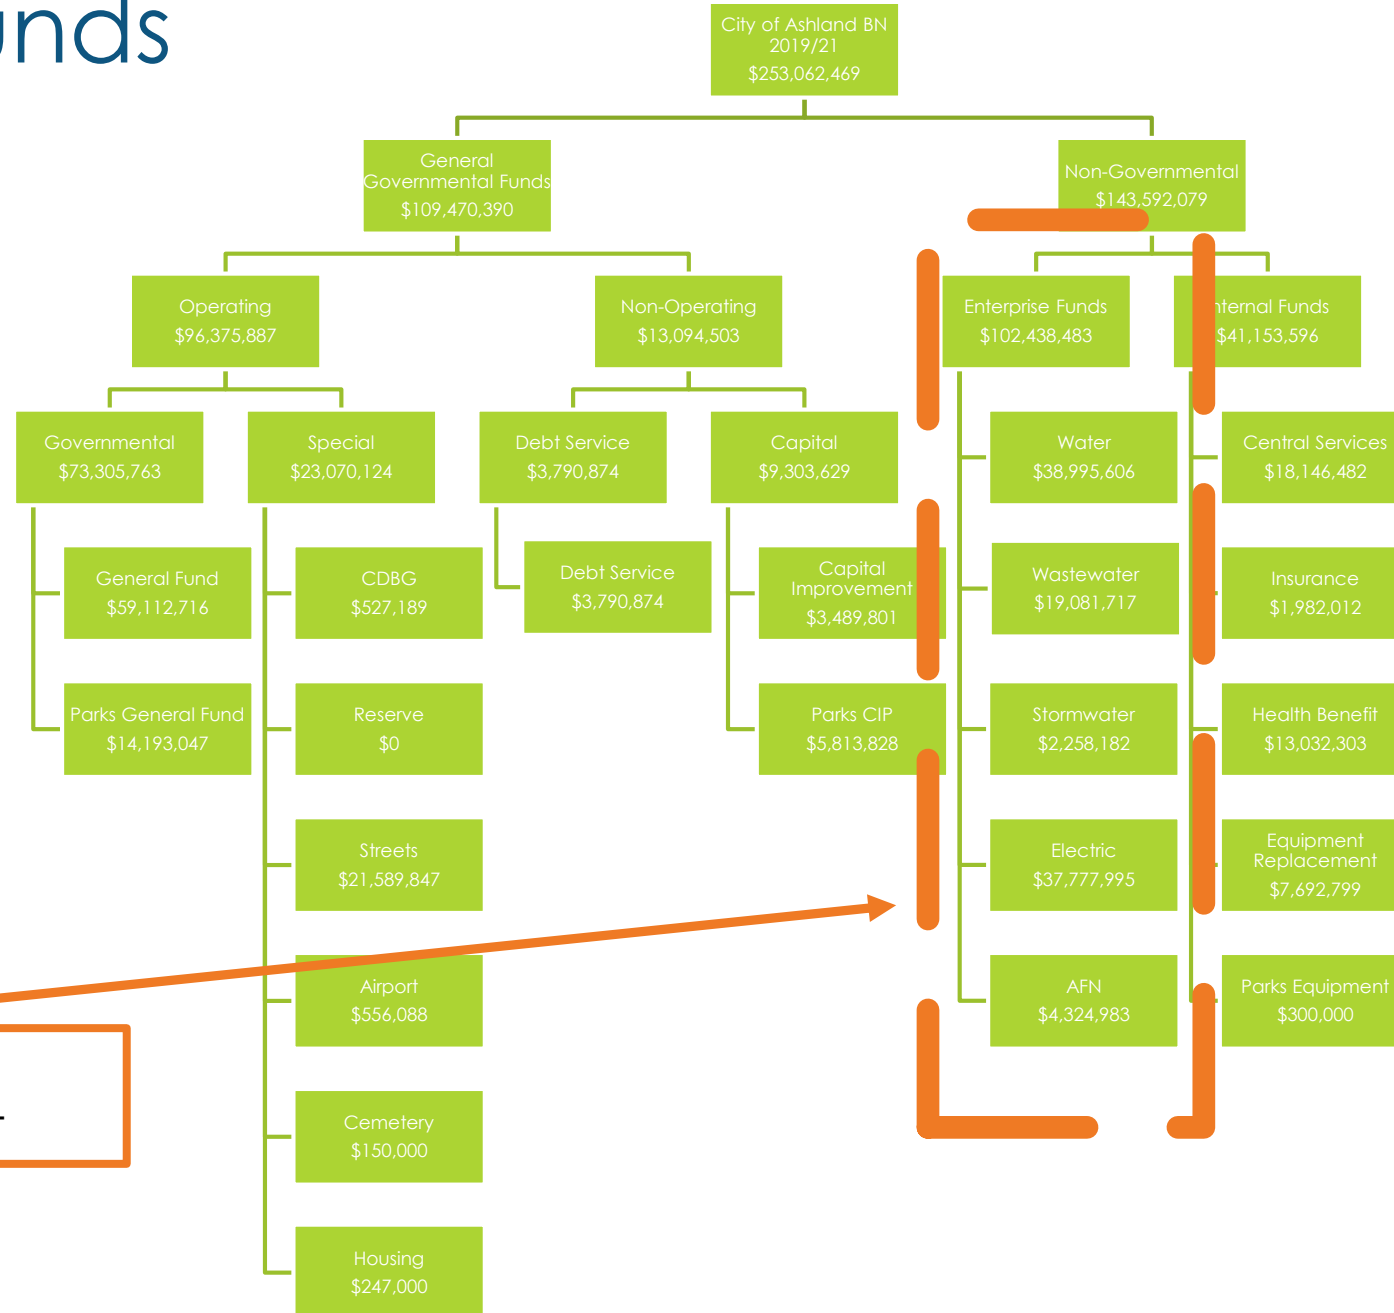 City of Ashland BN
2019/21
$253,062,469
General
Governmental Funds
$109,470,390
Non-Governmental
$143,592,079
Operating
$96,375,887
Non-Operating
$13,094,503
Enterprise Funds
$102,438,483
Internal Funds
$41,153,596
Governmental
$73,305,763
Special
$23,070,124
Debt Service
$3,790,874
Capital
$9,303,629
Water
$38,995,606
Central Services
$18,146,482
General Fund
$59,112,716
CDBG
$527,189
Debt Service
$3,790,874
Capital
Improvement
$3,489,801
Wastewater
$19,081,717
Insurance
$1,982,012
Parks General Fund
$14,193,047
Reserve
$0
Parks CIP
$5,813,828
Stormwater
$2,258,182
Health Benefit
$13,032,303
Streets
$21,589,847
Electric
$37,777,995
Equipment
Replacement
$7,692,799
Airport
$556,088
AFN
$4,324,983
Parks Equipment
$300,000
Cemetery
$150,000
Housing
$247,000